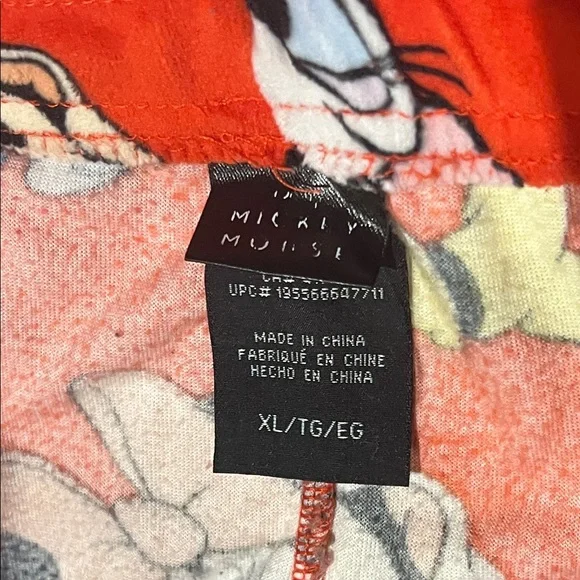 MICKEY
MOUSE
UPC# 195566647711
MADE IN CHINA
FABRIQUÉ EN CHINE
HECHO EN CHINA
XL/TG/EG